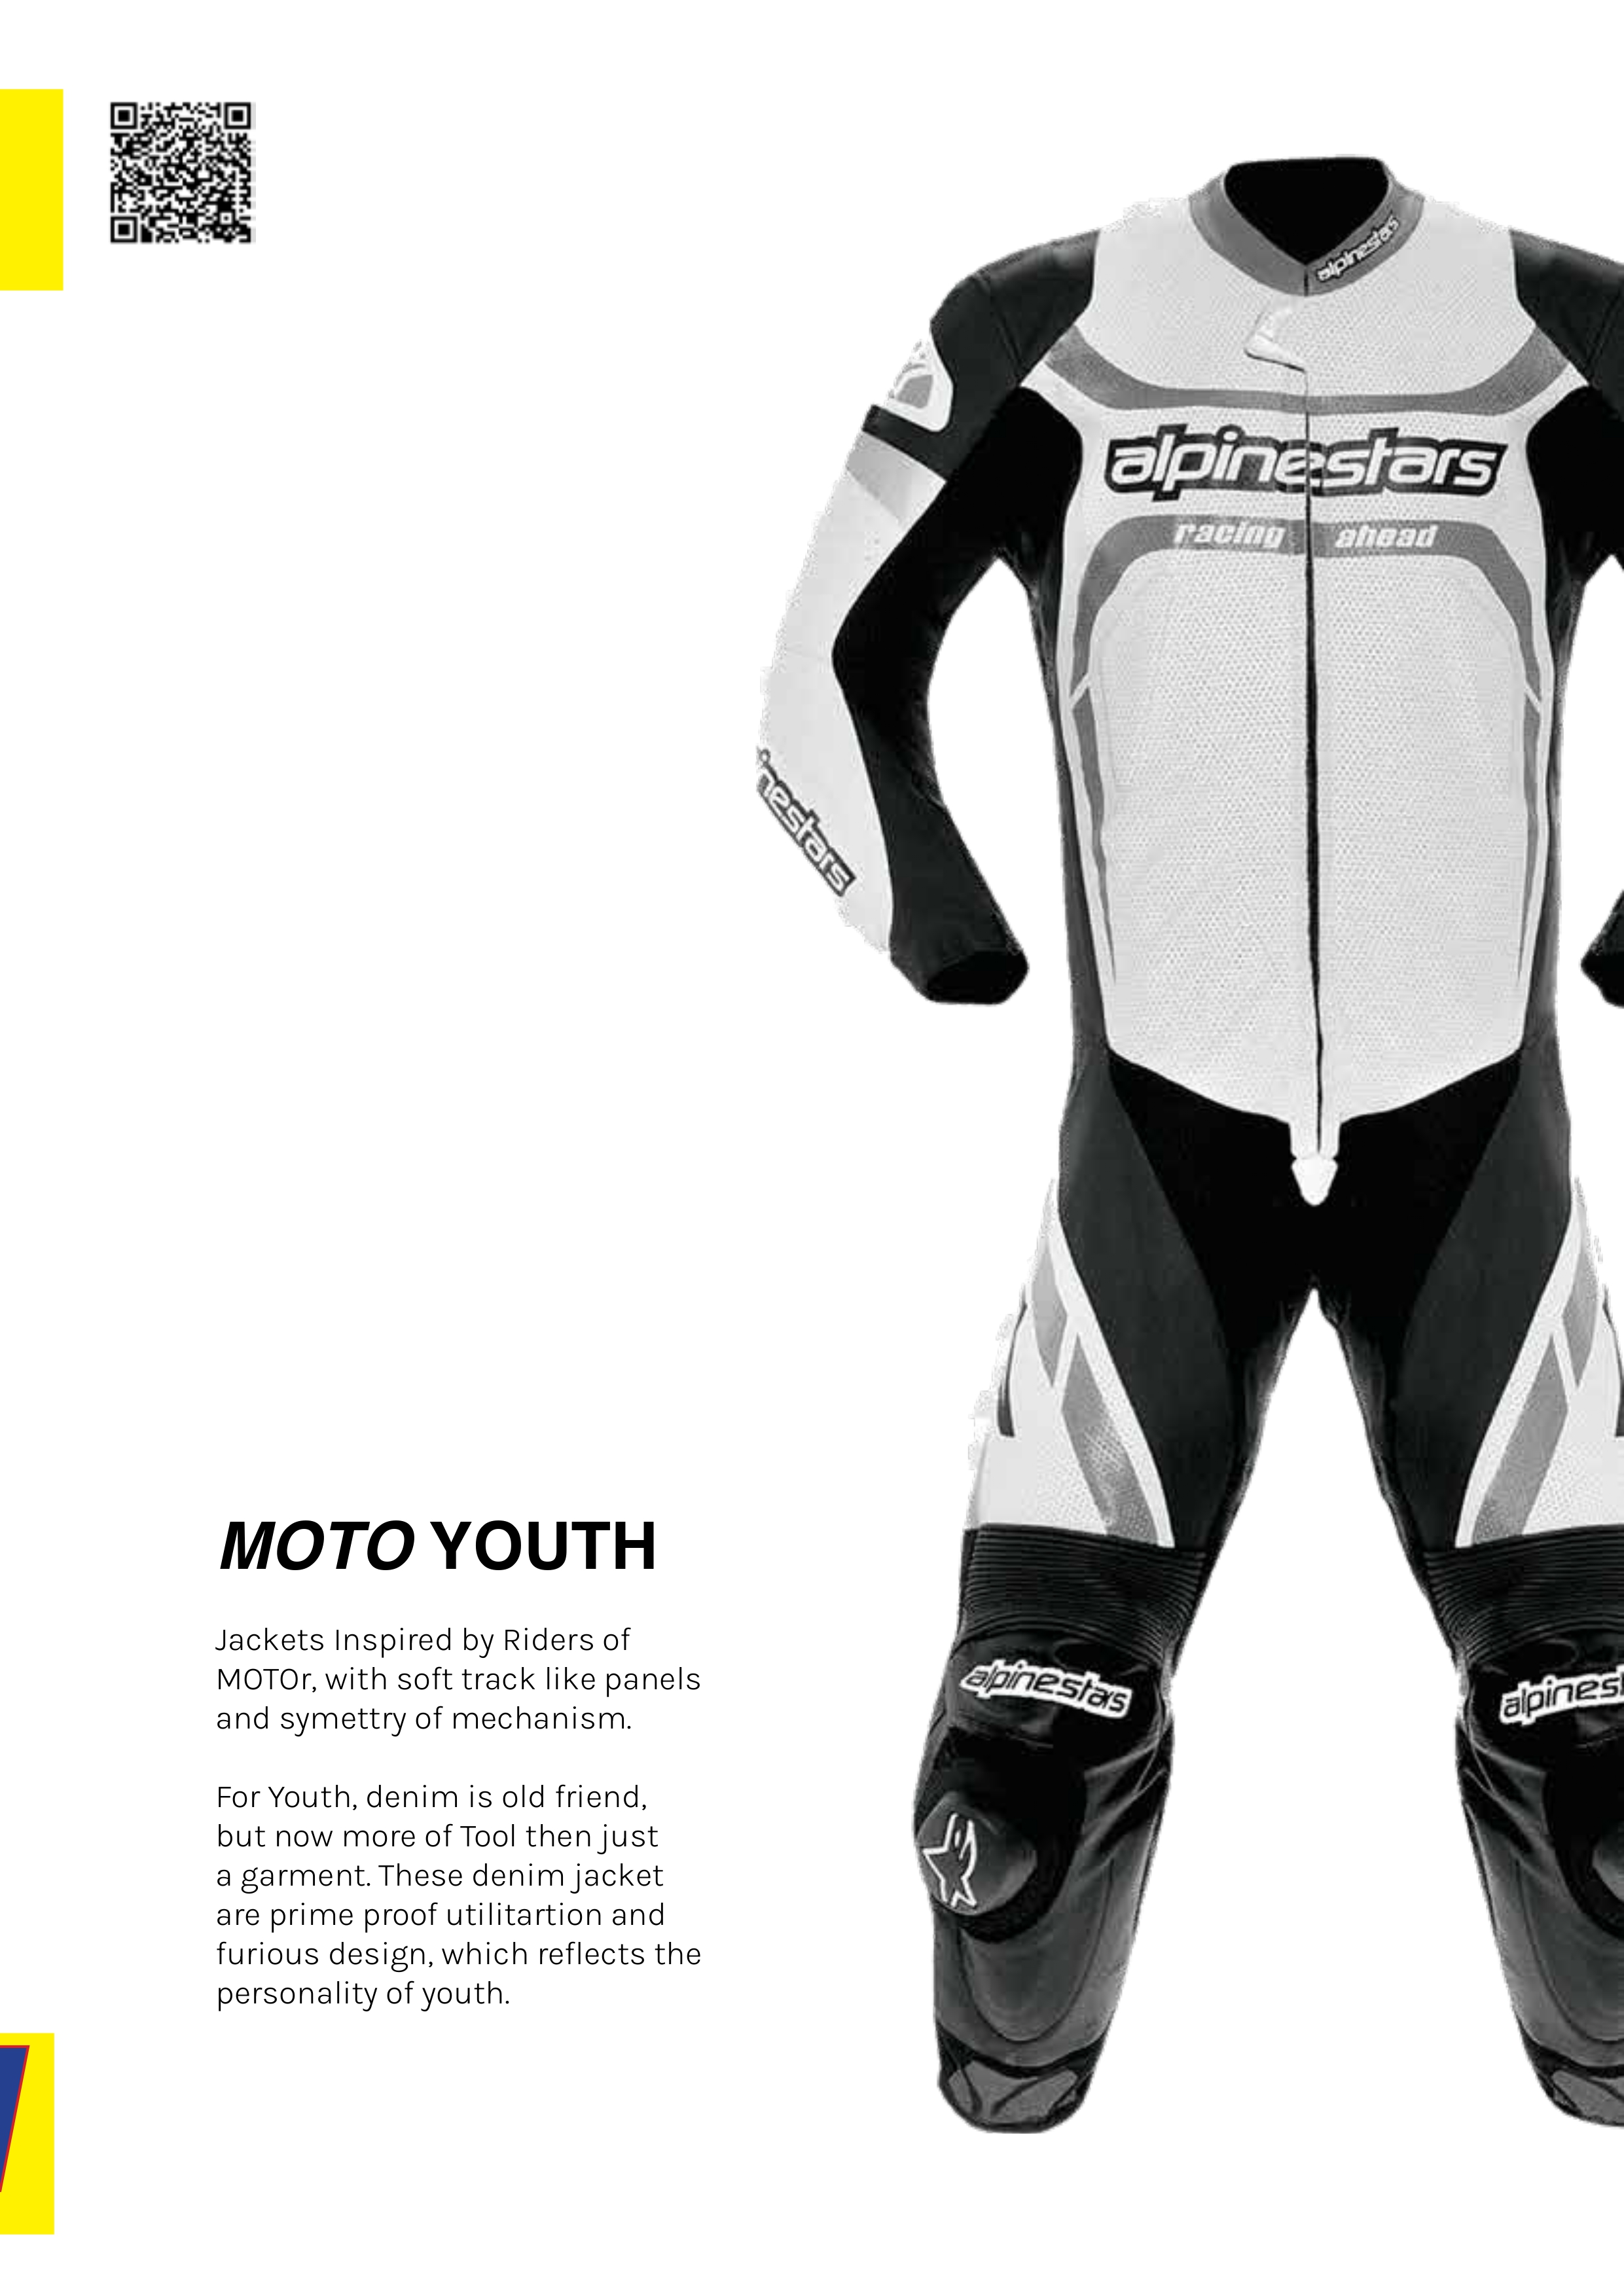 alpinestars
alpinestars
racing ahead
inestars
MOTO YOUTH
Jackets Inspired by Riders of
MOTOr, with soft track like panels
and symettry of mechanism.
For Youth, denim is old friend,
but now more of Tool then just
a garment. These denim jacket
are prime proof utilitartion and
furious design, which reflects the
personality of youth.
alpinestars
alpinest